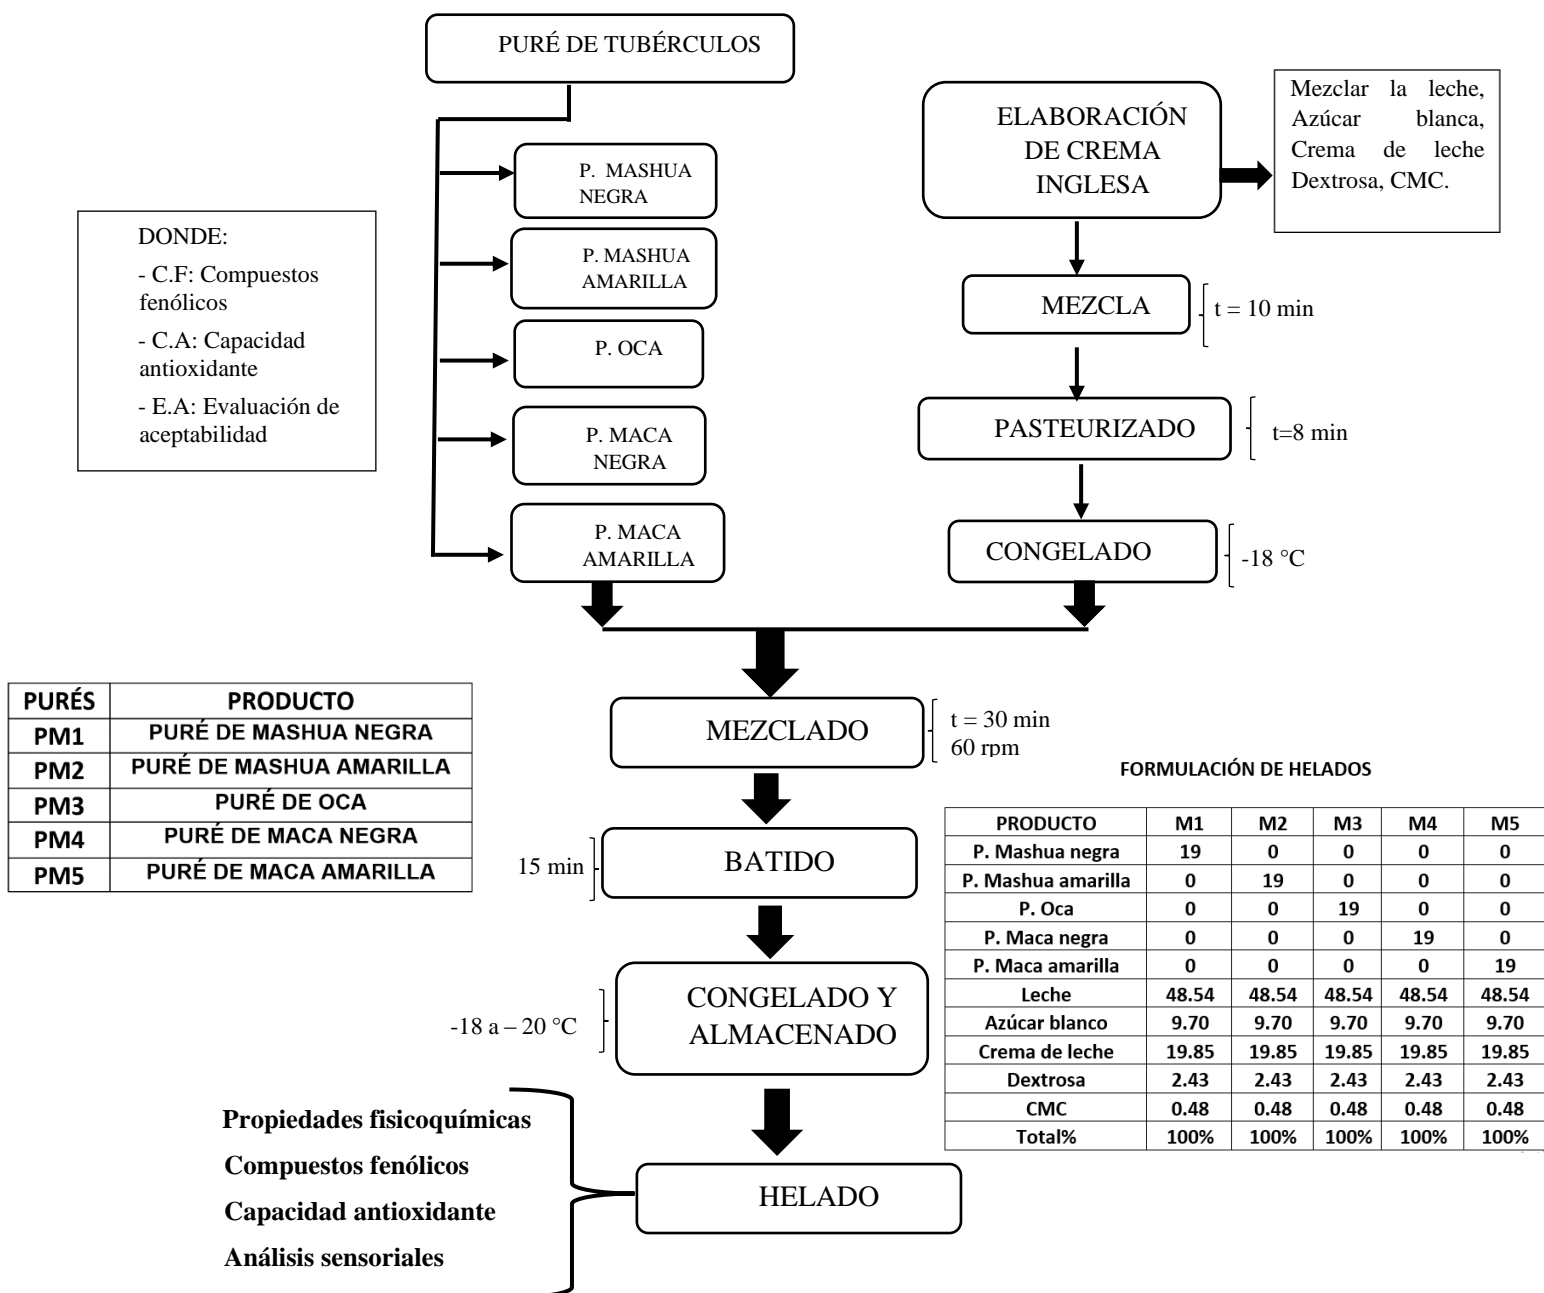 PURÉ DE TUBÉRCULOS
P. MASHUA
NEGRA
P. MASHUA
AMARILLA
P. OCA
P. MACA
NEGRA
P. MACA
AMARILLA
DONDE:
- C.F: Compuestos
fenólicos
- C.A: Capacidad
antioxidante
- E.A: Evaluación de
aceptabilidad
ELABORACIÓN
DE CREMA
INGLESA
Mezclar la leche,
Azúcar blanca,
Crema de leche
Dextrosa, CMC.
MEZCLA
t = 10 min
PASTEURIZADO
t=8 min
CONGELADO
-18 °C
MEZCLADO
t = 30 min
60 rpm
PURÉS PRODUCTO
PM1 PURÉ DE MASHUA NEGRA
PM2 PURÉ DE MASHUA AMARILLA
PM3 PURÉ DE OCA
PM4 PURÉ DE MACA NEGRA
PM5 PURÉ DE MACA AMARILLA
15 min
BATIDO
-18 a – 20 °C
CONGELADO Y
ALMACENADO
FORMULACIÓN DE HELADOS
PRODUCTO M1 M2 M3 M4 M5
P. Mashua negra 19 0 0 0 0
P. Mashua amarilla 0 19 0 0 0
P. Oca 0 0 19 0 0
P. Maca negra 0 0 0 19 0
P. Maca amarilla 0 0 0 0 19
Leche 48.54 48.54 48.54 48.54 48.54
Azúcar blanco 9.70 9.70 9.70 9.70 9.70
Crema de leche 19.85 19.85 19.85 19.85 19.85
Dextrosa 2.43 2.43 2.43 2.43 2.43
CMC 0.48 0.48 0.48 0.48 0.48
Total% 100% 100% 100% 100% 100%
Propiedades fisicoquímicas
Compuestos fenólicos
Capacidad antioxidante
Análisis sensoriales
HELADO